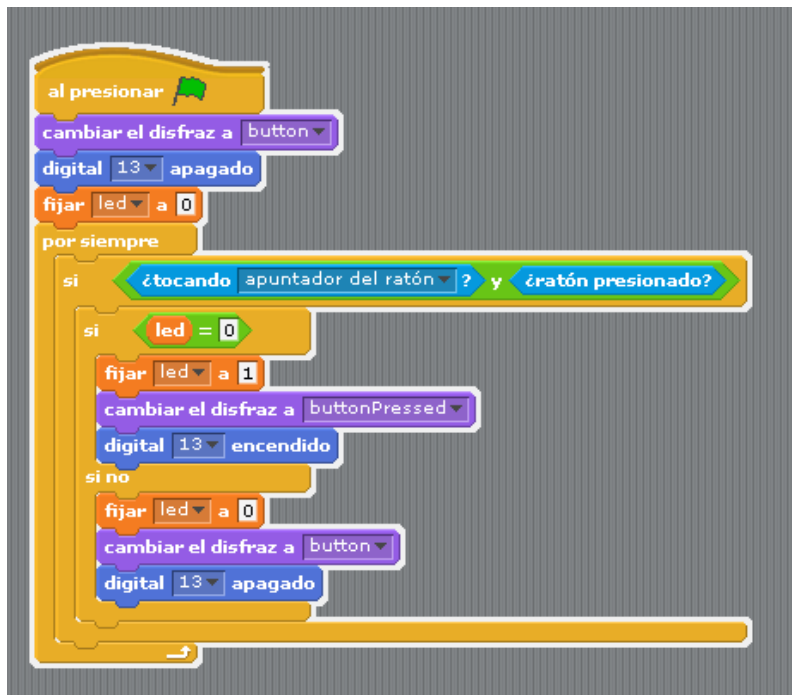 al presionar
cambiar el disfraz a button
digital 13 apagado
fijar led a 0
por siempre
si ¿tocando apuntador del ratón ? y ¿ratón presionado?
si led = 0
fijar led a 1
cambiar el disfraz a buttonPressed
digital 13 encendido
si no
fijar led a 0
cambiar el disfraz a button
digital 13 apagado